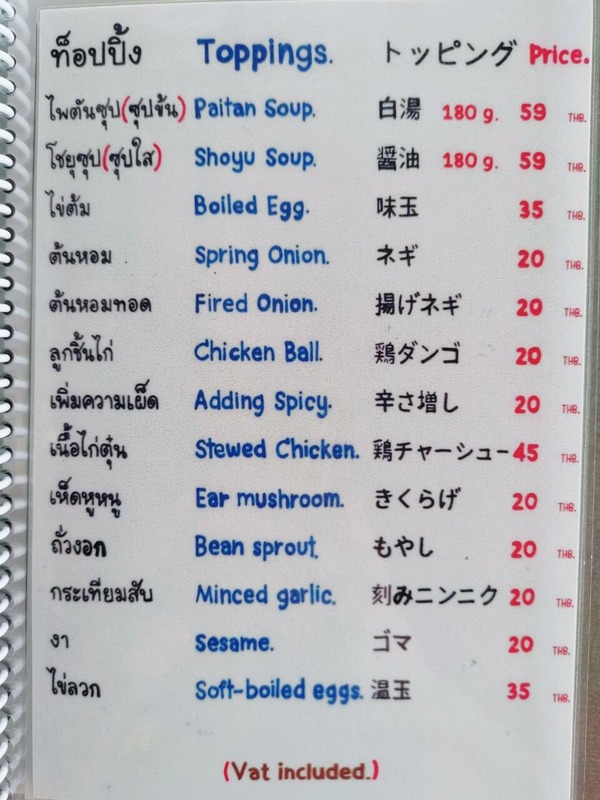 ท็อปปิ้ง Toppings. トッピング Price.
ไพตันซุป(ซุปข้น) Paitan Soup. 白湯 180 g. 59 THB.
โชยุซุป(ซุปใส) Shoyu Soup. 醤油 180 g. 59 THB.
ไข่ต้ม Boiled Egg. 味玉 35 THB.
ต้นหอม Spring Onion. ネギ 20 THB.
ต้นหอมทอด Fired Onion. 揚げネギ 20 THB.
ลูกชิ้นไก่ Chicken Ball. 鶏ダンゴ 20 THB.
เพิ่มความเผ็ด Adding Spicy. 辛さ増し 20 THB.
เนื้อไก่ตุ๋น Stewed Chicken. 鶏チャーシュー 45 THB.
เห็ดหูหนู Ear mushroom. きくらげ 20 THB.
ถั่วงอก Bean sprout. もやし 20 THB.
กระเทียมสับ Minced garlic. 刻みニンニク 20 THB.
งา Sesame. ゴマ 20 THB.
ไข่ลวก Soft-boiled eggs. 温玉 35 THB.
(Vat included.)